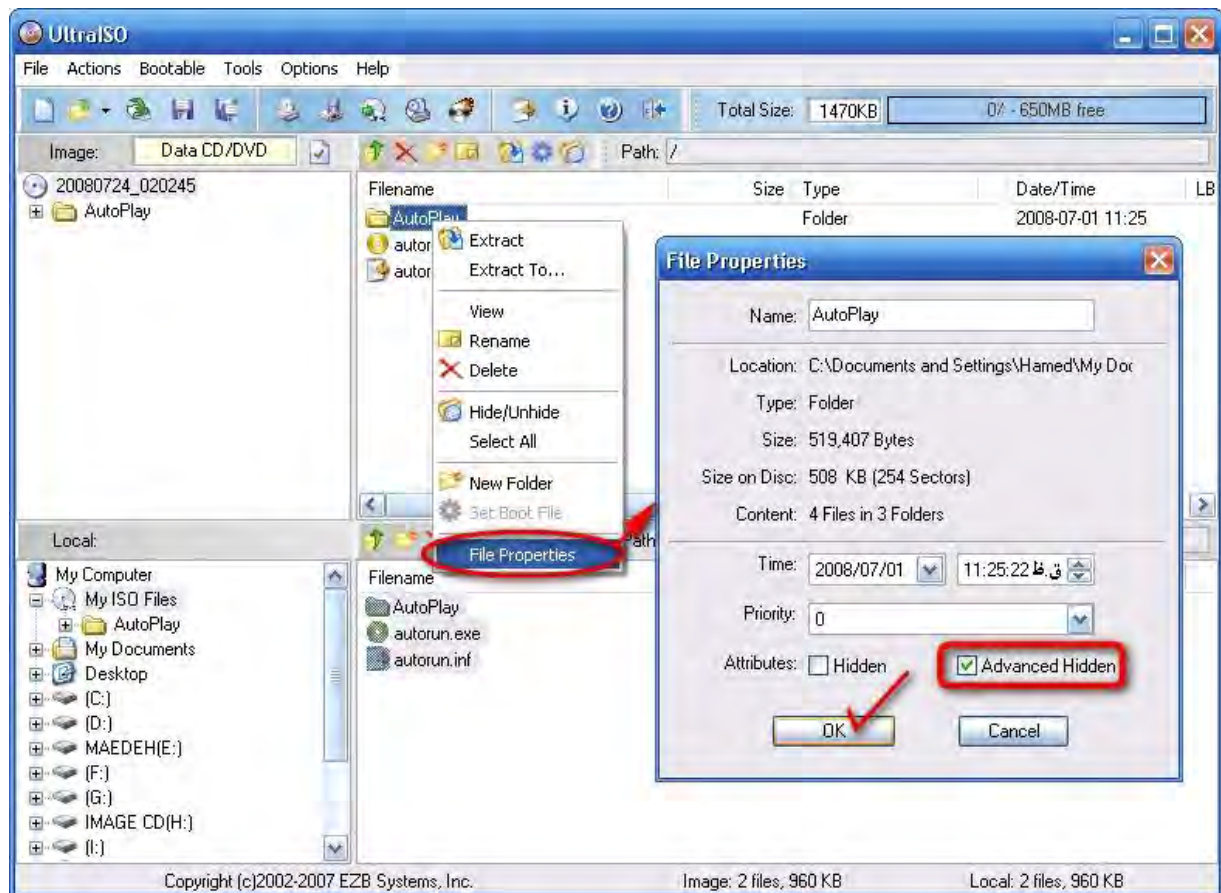 UltraISO
File Actions Bootable Tools Options Help
Total Size: 1470KB 0% - 650MB free
Image: Data CD/DVD Path: /
20080724_020245
AutoPlay
Filename Size Type Date/Time LB
AutoPlay Folder 2008-07-01 11:25
autor
autor
Extract
Extract To...
View
Rename
Delete
Hide/Unhide
Select All
New Folder
Set Boot File
File Properties
File Properties
Name: AutoPlay
Location: C:\Documents and Settings\Hamed\My Doc
Type: Folder
Size: 519,407 Bytes
Size on Disc: 508 KB (254 Sectors)
Content: 4 Files in 3 Folders
Time: 2008/07/01 11:25:22 ق.ظ
Priority: 0
Attributes: Hidden Advanced Hidden
OK Cancel
Local: Path
My Computer
My ISO Files
AutoPlay
My Documents
Desktop
(C:)
(D:)
MAEDEH(E:)
(F:)
(G:)
IMAGE CD(H:)
(I:)
Filename
AutoPlay
autorun.exe
autorun.inf
Copyright (c)2002-2007 EZB Systems, Inc. Image: 2 files, 960 KB Local: 2 files, 960 KB